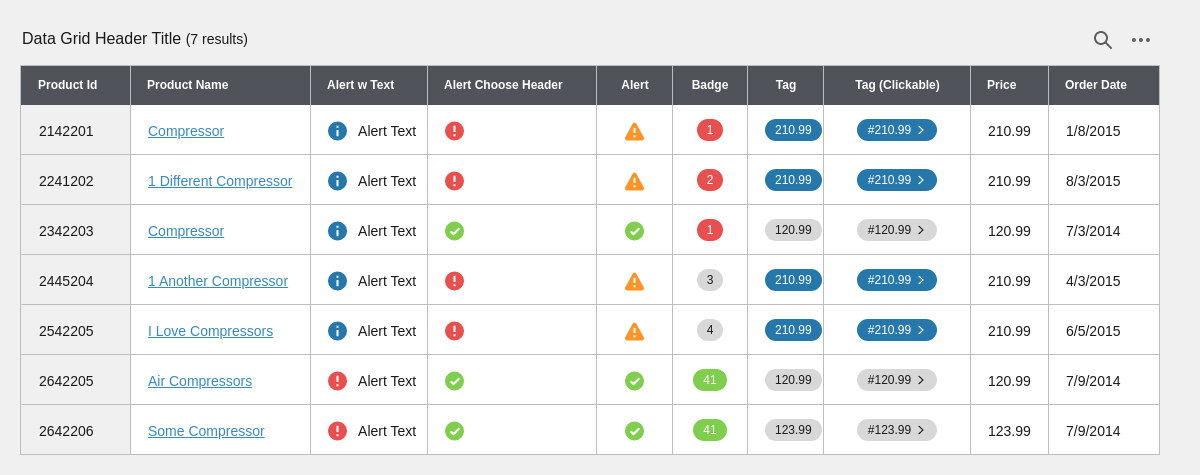 Data Grid Header Title (7 results)
Product Id Product Name Alert w Text Alert Choose Header Alert Badge Tag Tag (Clickable) Price Order Date
2142201 Compressor Alert Text 1 210.99 #210.99 210.99 1/8/2015
2241202 1 Different Compressor Alert Text 2 210.99 #210.99 210.99 8/3/2015
2342203 Compressor Alert Text 1 120.99 #120.99 120.99 7/3/2014
2445204 1 Another Compressor Alert Text 3 210.99 #210.99 210.99 4/3/2015
2542205 I Love Compressors Alert Text 4 210.99 #210.99 210.99 6/5/2015
2642205 Air Compressors Alert Text 41 120.99 #120.99 120.99 7/9/2014
2642206 Some Compressor Alert Text 41 123.99 #123.99 123.99 7/9/2014